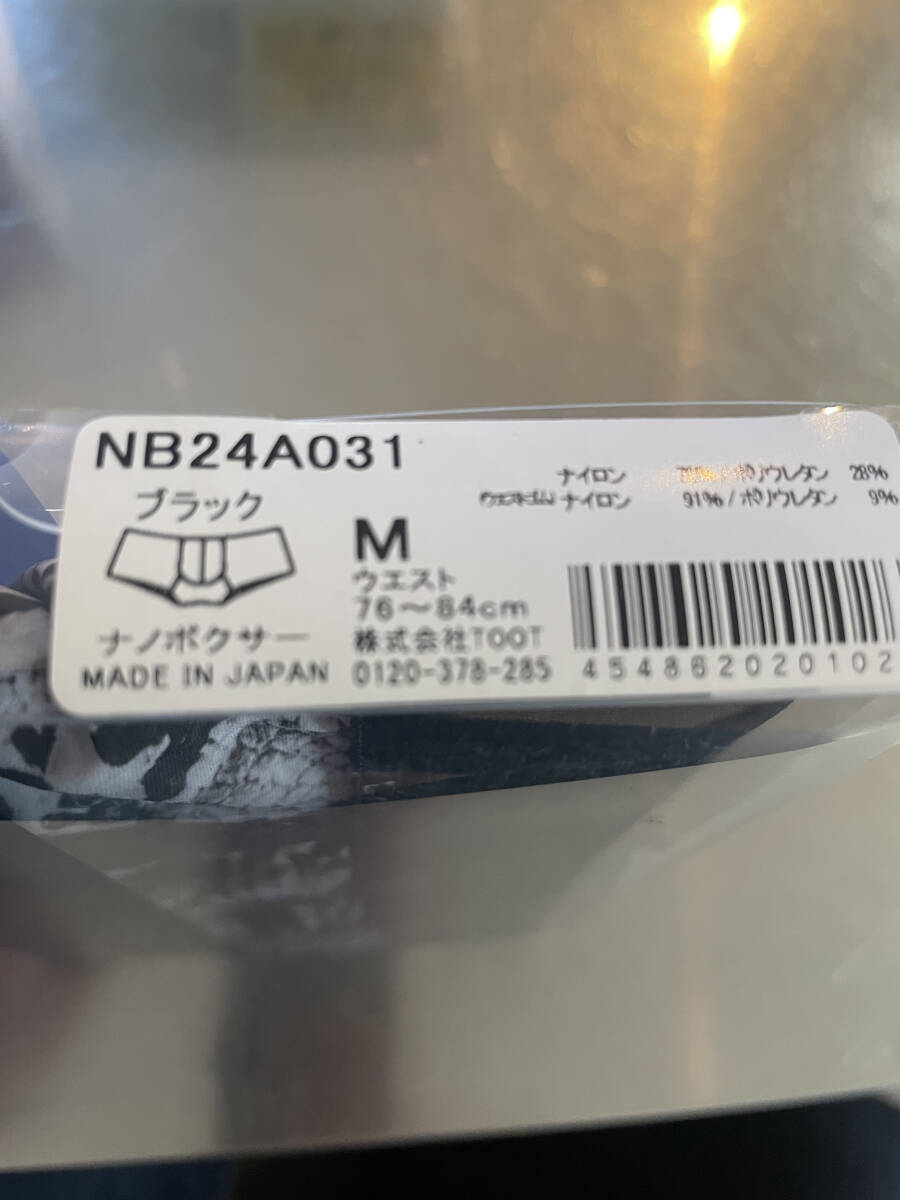 NB24A031
ブラック
ナノボクサー
MADE IN JAPAN
M
ウエスト
76〜84cm
株式会社TOOT
0120-378-285
ナイロン / ポリウレタン 28%
ナイロン 91% / ポリウレタン 9%
454862020102